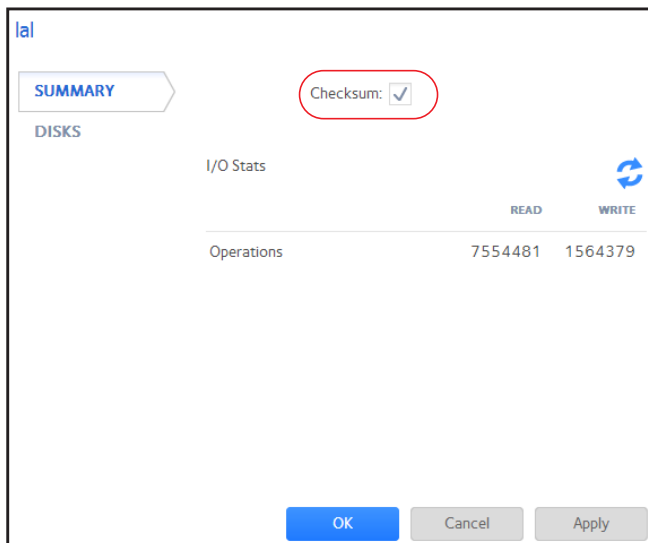 lal
SUMMARY
DISKS
Checksum:
I/O Stats
READ WRITE
Operations 7554481 1564379
OK Cancel Apply